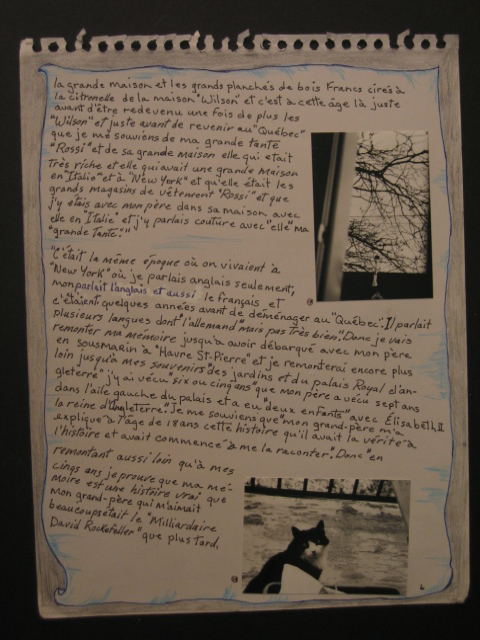 la grande maison et les grands planchés de bois Francs cirés à
la citronelle de la maison "Wilson" et c'est à cette âge là juste
avant d'être redevenu une fois de plus les
"Wilson" et juste avant de revenir au "Québec"
que je me souviens de ma grande tante
"Rossi" et de sa grande maison elle qui était
Très riche et elle qui avait une grande maison
en "Italie" et à "New York" et qu'elle était les
grands magasins de vêtement "Rossi" et que
j'y étais avec mon père dans sa maison avec
elle en "Italie" et j'y parlais couture avec "elle" ma
"grande Tante."
"C'était la même époque où on vivaient à
"New York" où je parlais anglais seulement,
mon parlait l'anglais et aussi le français et
c'étaient quelques années avant de déménager au "Québec". Il parlait
plusieurs langues dont "l'allemand" mais pas Très bien". Donc je vais
remonter ma mémoire jusqu'à avoir débarqué avec mon père
en sousmarin à "Havre St-Pierre" et je remonterai encore plus
loin jusqu'à mes souvenirs des jardins et du palais Royal d'an-
gleterre" j'y ai vécu "six ou cinq ans" que mon père a vécu sept ans
dans l'aile gauche du palais et a eu "deux enfants" avec Élisabeth II
la reine d'Angleterre. Je me souviens que "mon grand-père m'a
expliqué à l'âge de 18 ans cette histoire qu'il avait la vérité à
l'histoire et avait commencé à me la raconter". Donc "en
remontant aussi loin qu'à mes
cinqs ans je prouve que ma mé-
moire est une histoire vrai que
mon grand-père qui m'aimait
beaucoup était le "Milliardaire
David Rockefeller" que plus tard,